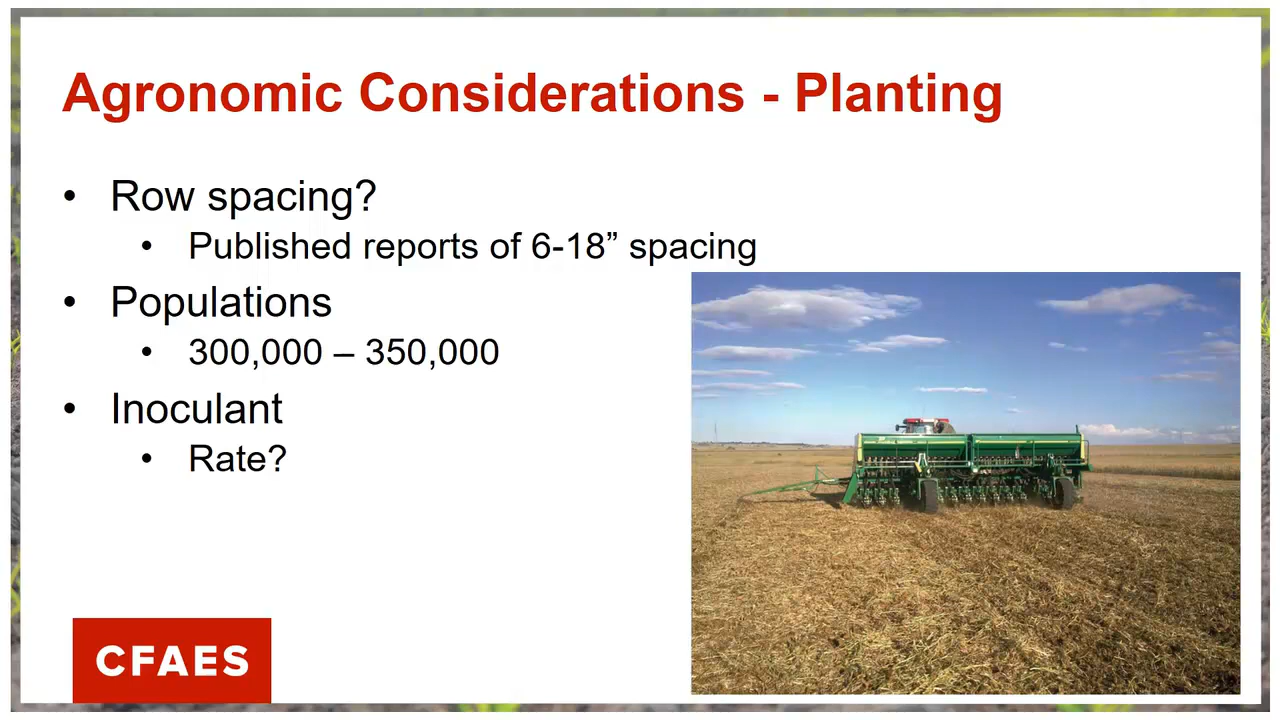 Agronomic Considerations - Planting
• Row spacing?
• Published reports of 6-18” spacing
• Populations
• 300,000 – 350,000
• Inoculant
• Rate?
CFAES